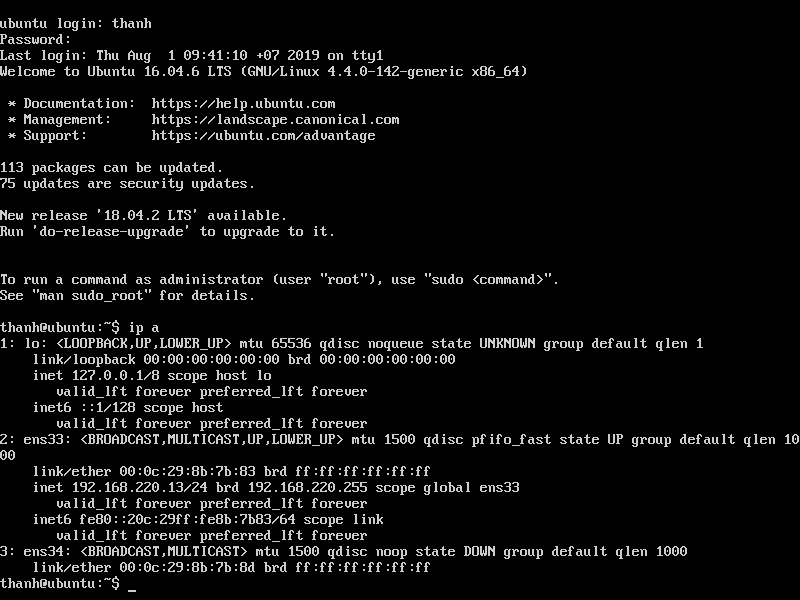 ubuntu login: thanh
Password:
Last login: Thu Aug  1 09:41:10 +07 2019 on tty1
Welcome to Ubuntu 16.04.6 LTS (GNU/Linux 4.4.0-142-generic x86_64)
 * Documentation:  https://help.ubuntu.com
 * Management:     https://landscape.canonical.com
 * Support:        https://ubuntu.com/advantage
113 packages can be updated.
75 updates are security updates.
New release '18.04.2 LTS' available.
Run 'do-release-upgrade' to upgrade to it.
To run a command as administrator (user "root"), use "sudo <command>".
See "man sudo_root" for details.
thanh@ubuntu:~$ ip a
1: lo: <LOOPBACK,UP,LOWER_UP> mtu 65536 qdisc noqueue state UNKNOWN group default qlen 1
    link/loopback 00:00:00:00:00:00 brd 00:00:00:00:00:00
    inet 127.0.0.1/8 scope host lo
       valid_lft forever preferred_lft forever
    inet6 ::1/128 scope host
       valid_lft forever preferred_lft forever
2: ens33: <BROADCAST,MULTICAST,UP,LOWER_UP> mtu 1500 qdisc pfifo_fast state UP group default qlen 10
00
    link/ether 00:0c:29:8b:7b:83 brd ff:ff:ff:ff:ff:ff
    inet 192.168.220.13/24 brd 192.168.220.255 scope global ens33
       valid_lft forever preferred_lft forever
    inet6 fe80::20c:29ff:fe8b:7b83/64 scope link
       valid_lft forever preferred_lft forever
3: ens34: <BROADCAST,MULTICAST> mtu 1500 qdisc noop state DOWN group default qlen 1000
    link/ether 00:0c:29:8b:7b:8d brd ff:ff:ff:ff:ff:ff
thanh@ubuntu:~$ _